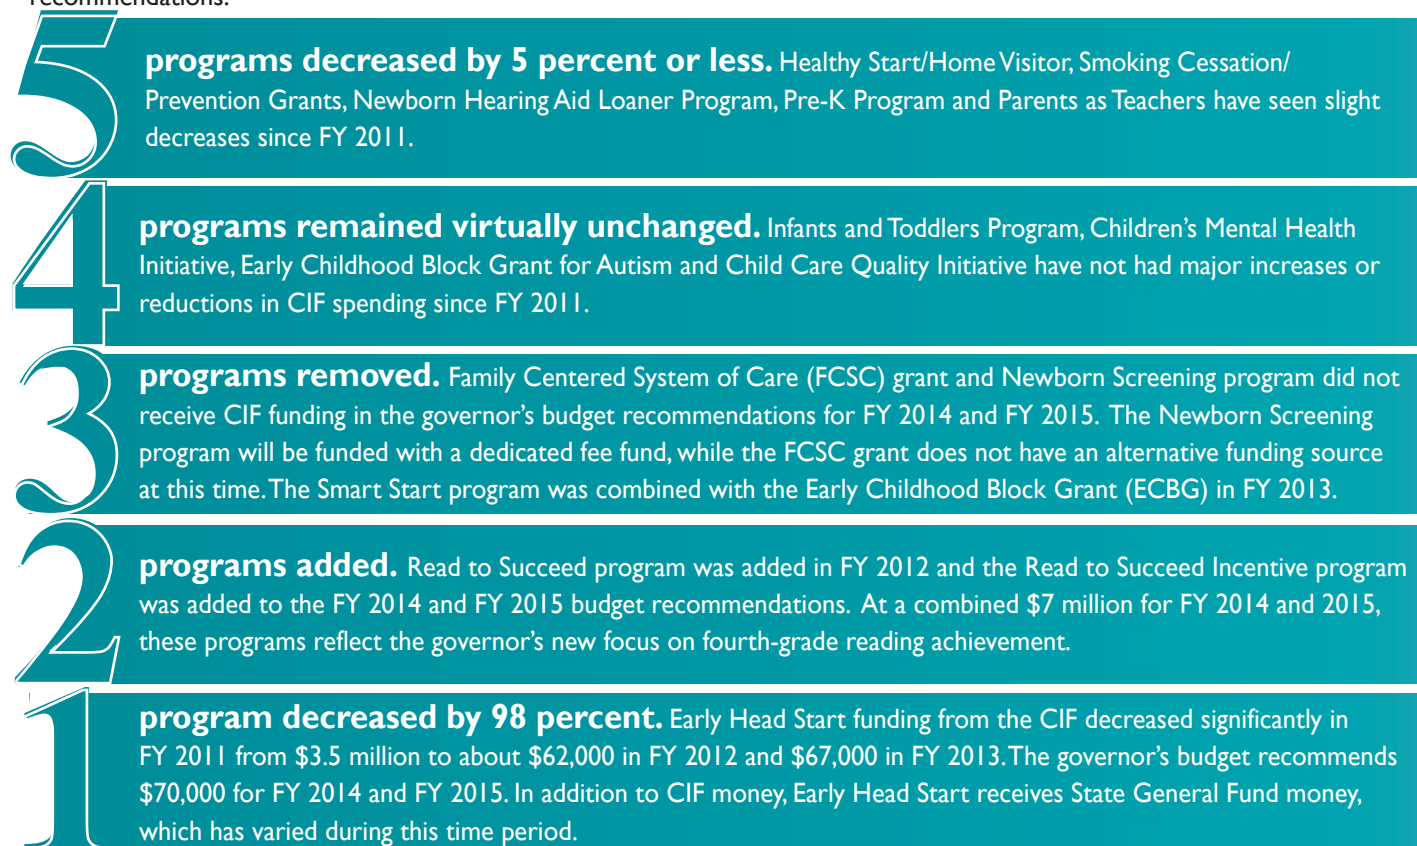 recommendations.
5
programs decreased by 5 percent or less. Healthy Start/Home Visitor, Smoking Cessation/
Prevention Grants, Newborn Hearing Aid Loaner Program, Pre-K Program and Parents as Teachers have seen slight
decreases since FY 2011.
4
programs remained virtually unchanged. Infants and Toddlers Program, Children's Mental Health
Initiative, Early Childhood Block Grant for Autism and Child Care Quality Initiative have not had major increases or
reductions in CIF spending since FY 2011.
3
programs removed. Family Centered System of Care (FCSC) grant and Newborn Screening program did not
receive CIF funding in the governor's budget recommendations for FY 2014 and FY 2015. The Newborn Screening
program will be funded with a dedicated fee fund, while the FCSC grant does not have an alternative funding source
at this time. The Smart Start program was combined with the Early Childhood Block Grant (ECBG) in FY 2013.
2
programs added. Read to Succeed program was added in FY 2012 and the Read to Succeed Incentive program
was added to the FY 2014 and FY 2015 budget recommendations. At a combined $7 million for FY 2014 and 2015,
these programs reflect the governor's new focus on fourth-grade reading achievement.
1
program decreased by 98 percent. Early Head Start funding from the CIF decreased significantly in
FY 2011 from $3.5 million to about $62,000 in FY 2012 and $67,000 in FY 2013. The governor's budget recommends
$70,000 for FY 2014 and FY 2015. In addition to CIF money, Early Head Start receives State General Fund money,
which has varied during this time period.